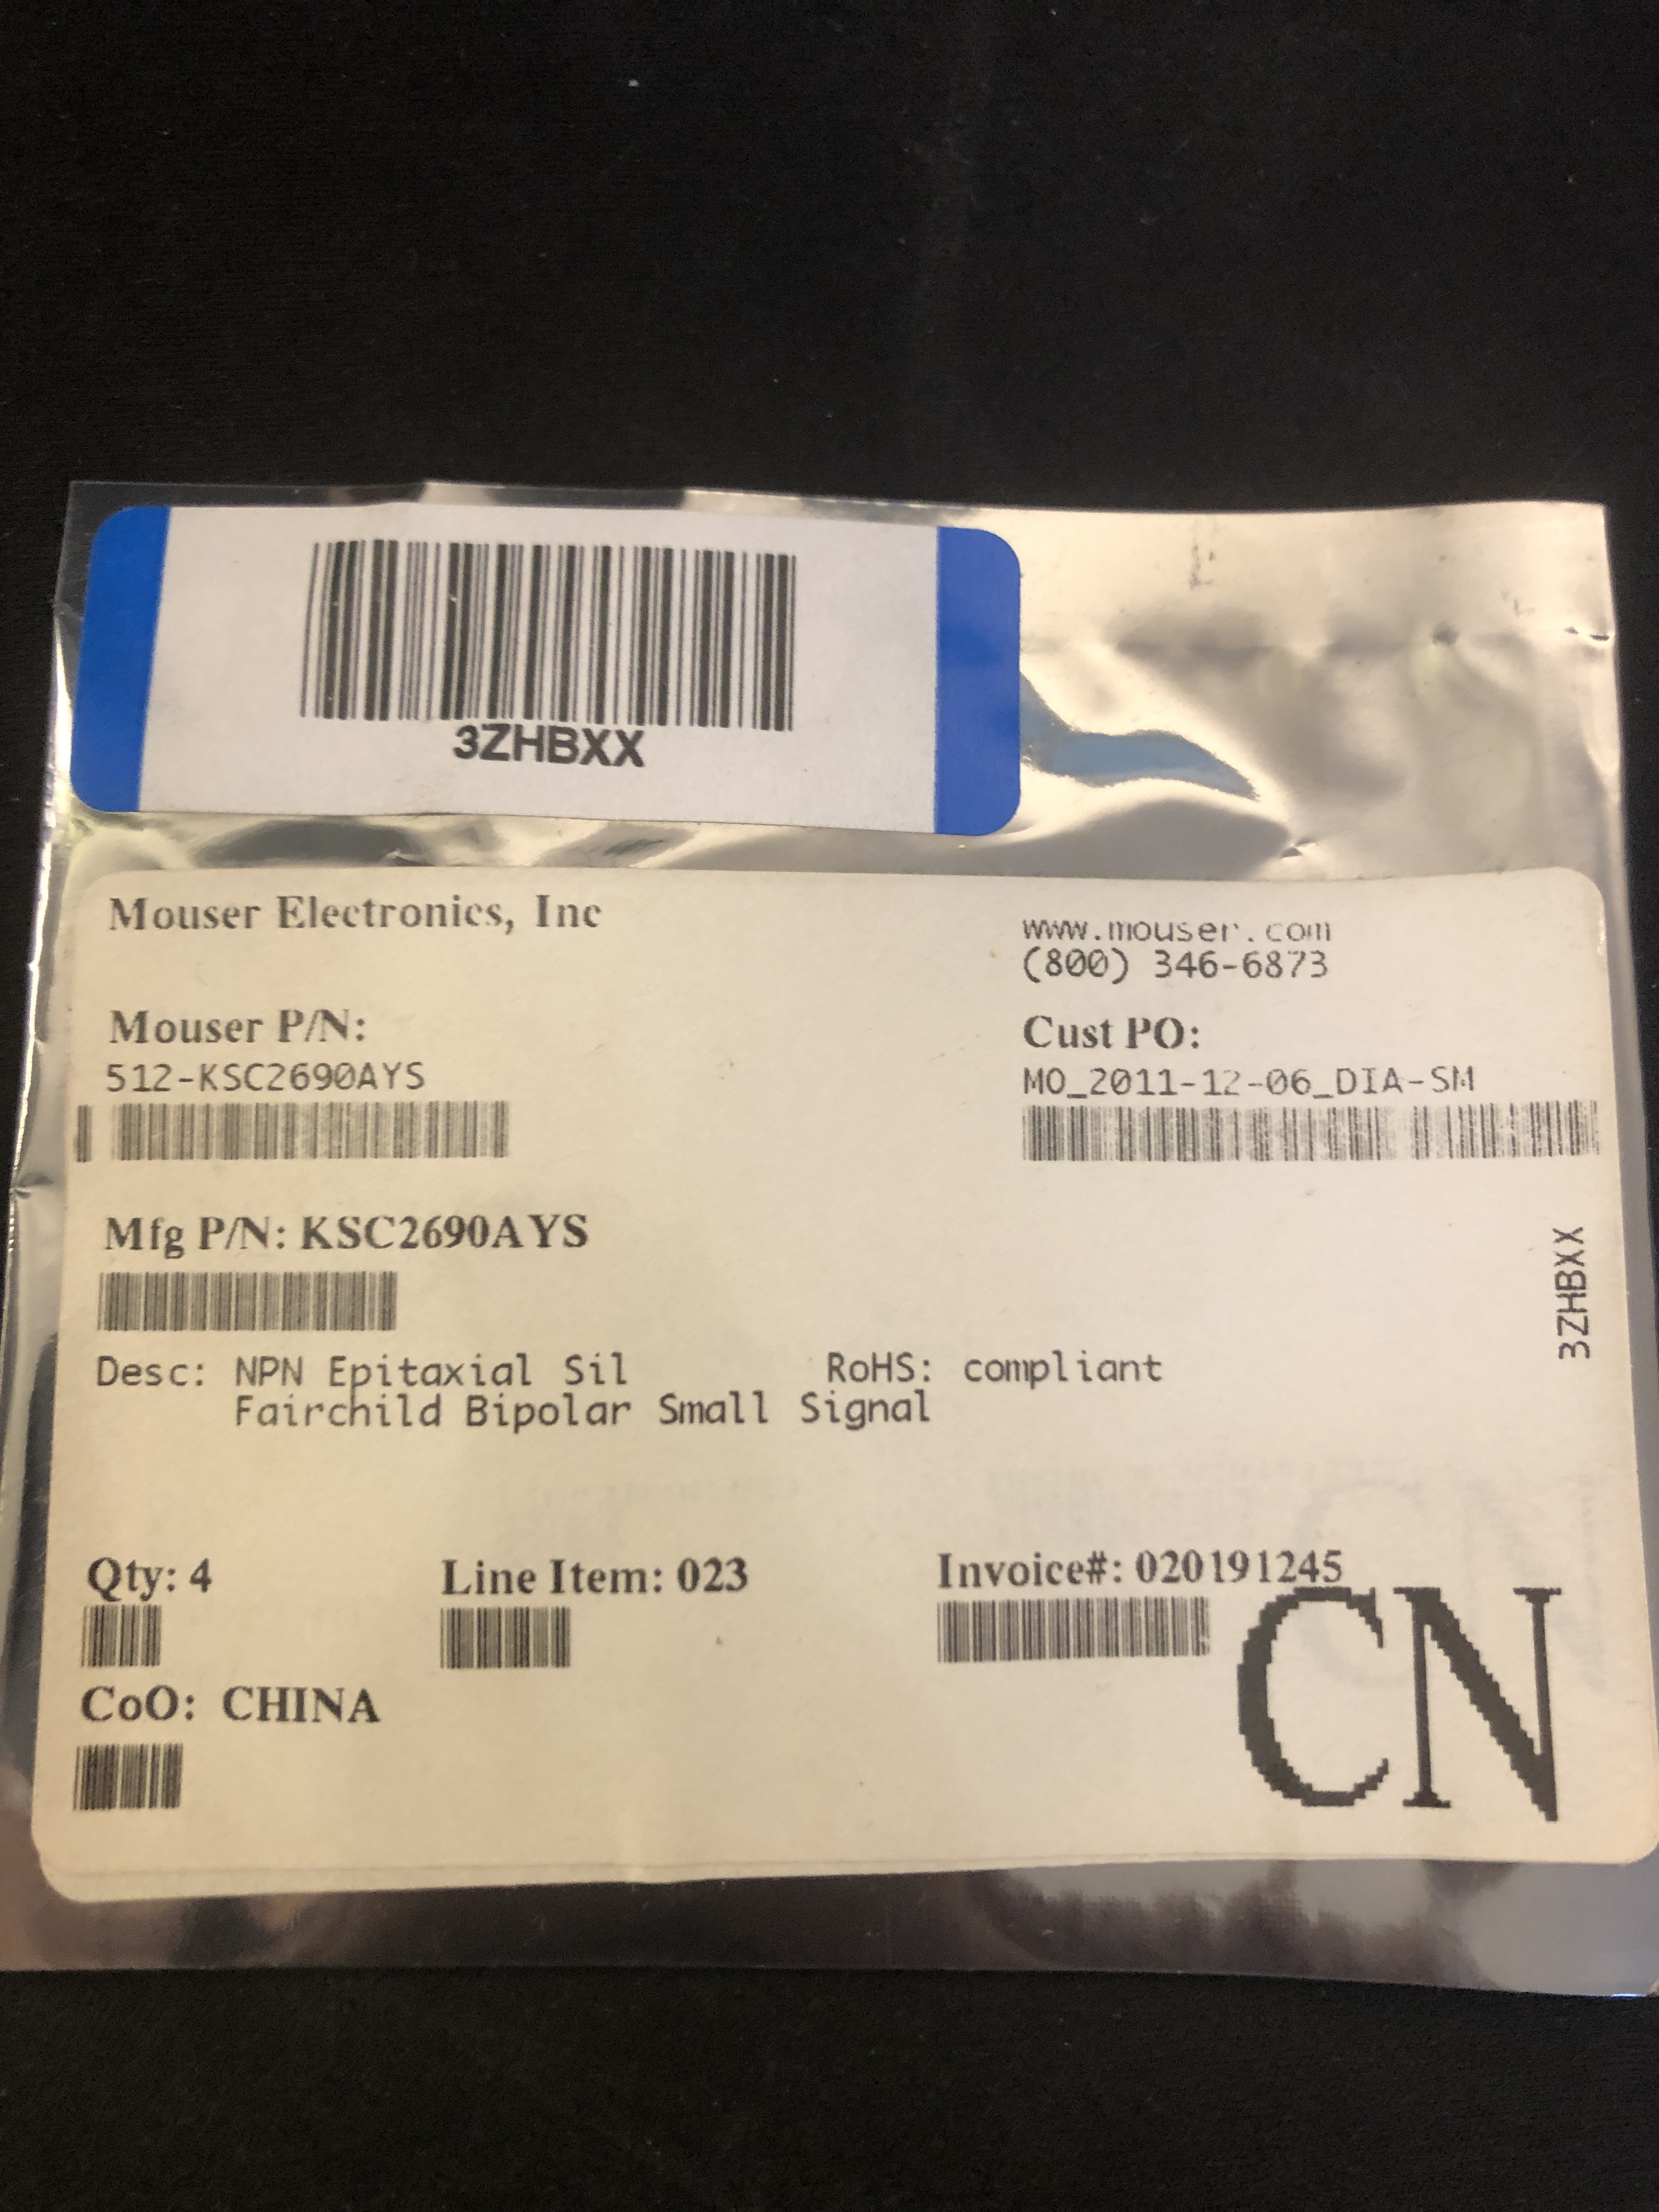 3ZHBXX
Mouser Electronics, Inc
www.mouser.com
(800) 346-6873
Mouser P/N:
512-KSC2690AYS
Cust PO:
MO_2011-12-06_DIA-SM
Mfg P/N: KSC2690AYS
3ZHBXX
Desc: NPN Epitaxial Sil RoHS: compliant
Fairchild Bipolar Small Signal
Qty: 4 Line Item: 023 Invoice#: 020191245
CoO: CHINA
CN